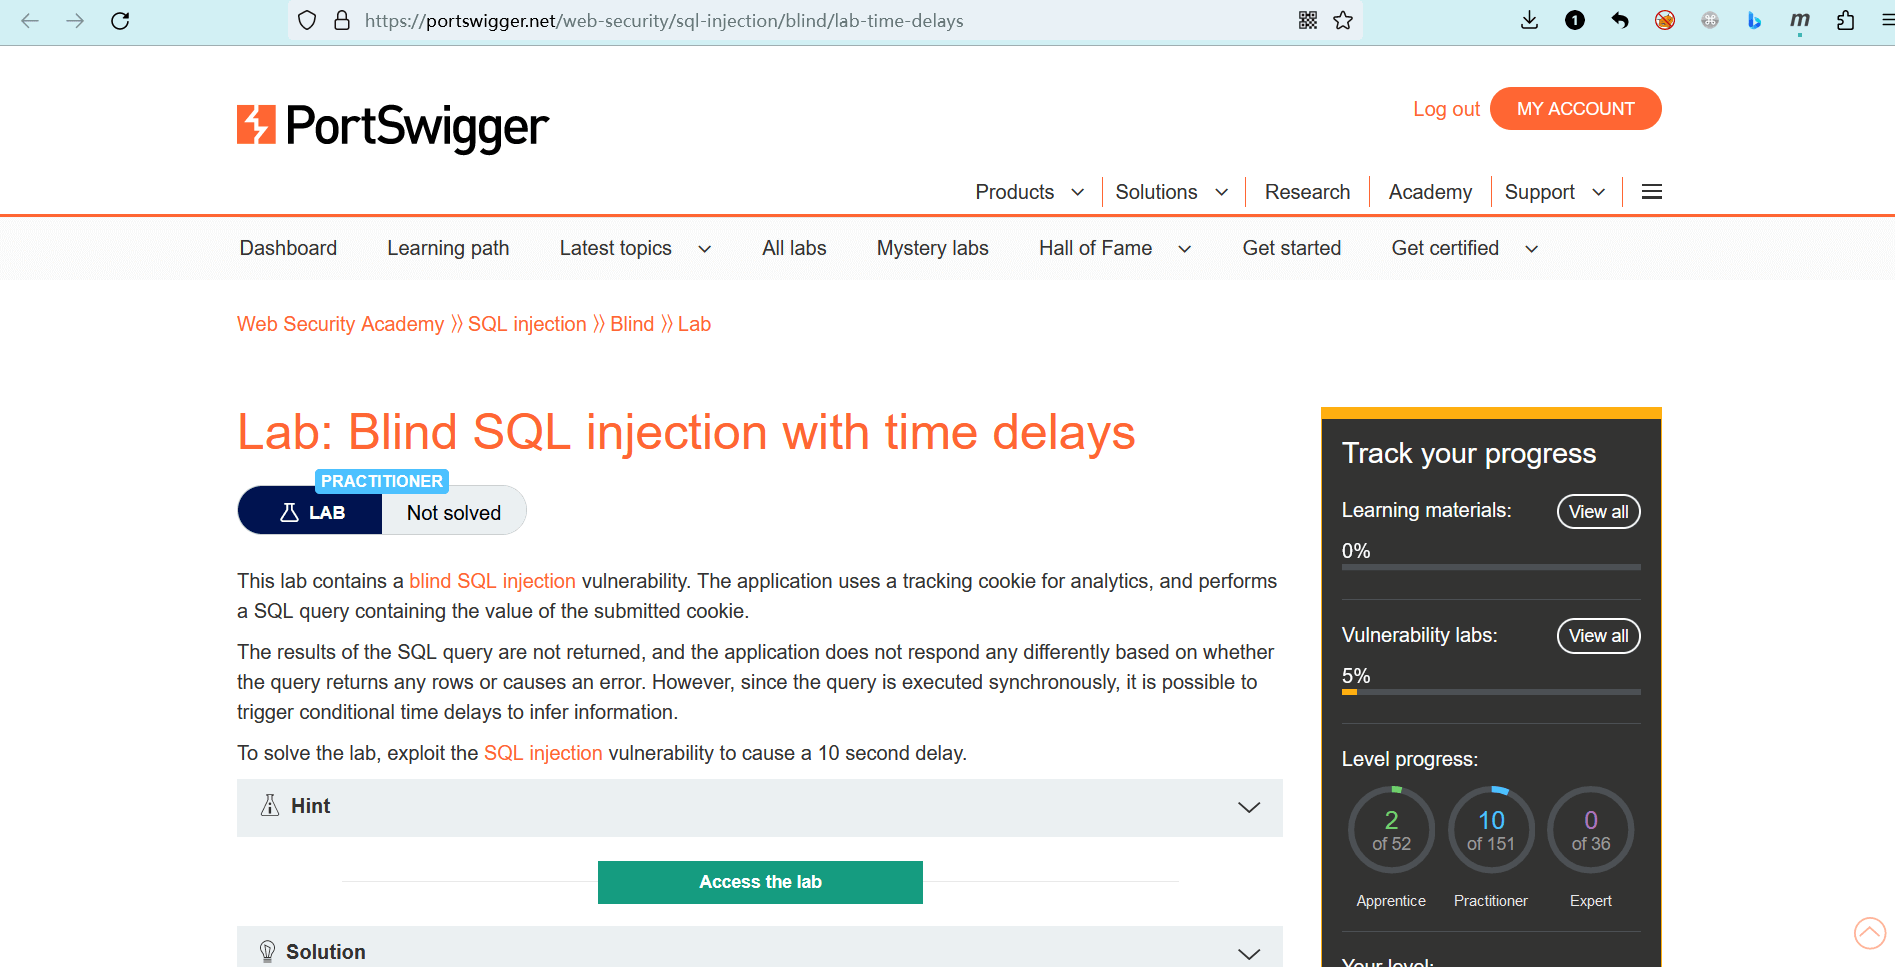 https://portswigger.net/web-security/sql-injection/blind/lab-time-delays
1
m
PortSwigger
Log out
MY ACCOUNT
Products
Solutions
Research
Academy
Support
Dashboard
Learning path
Latest topics
All labs
Mystery labs
Hall of Fame
Get started
Get certified
Web Security Academy 》 SQL injection 》 Blind 》 Lab
Lab: Blind SQL injection with time delays
PRACTITIONER
LAB
Not solved
This lab contains a blind SQL injection vulnerability. The application uses a tracking cookie for analytics, and performs
a SQL query containing the value of the submitted cookie.
The results of the SQL query are not returned, and the application does not respond any differently based on whether
the query returns any rows or causes an error. However, since the query is executed synchronously, it is possible to
trigger conditional time delays to infer information.
To solve the lab, exploit the SQL injection vulnerability to cause a 10 second delay.
Hint
Access the lab
Solution
Track your progress
Learning materials:
View all
0%
Vulnerability labs:
View all
5%
Level progress:
2
of 52
10
of 151
0
of 36
Apprentice
Practitioner
Expert
Your level: